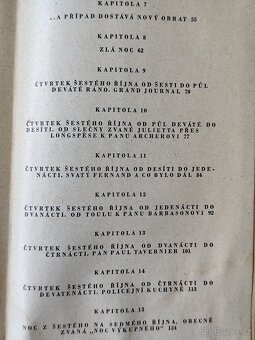 KAPITOLA 7
...A PŘÍPAD DOSTÁVÁ NOVÝ OBRAT 55
KAPITOLA 8
ZLÁ NOC 62
KAPITOLA 9
ČTVRTEK ŠESTÉHO ŘÍJNA OD ŠESTI DO PŮL
DEVÁTÉ RÁNO. GRAND JOURNAL 70
KAPITOLA 10
ČTVRTEK ŠESTÉHO ŘÍJNA OD PŮL DEVÁTÉ DO
DESÍTI. OD SLEČNY ZVANÉ JULIETTA PŘES
LONGSPÈSE K PANU ARCHEROVI 77
KAPITOLA 11
ČTVRTEK ŠESTÉHO ŘÍJNA OD DESÍTI DO JEDE-
NÁCTI. SVATÝ FERNAND A CO BYLO DÁL 84
KAPITOLA 12
ČTVRTEK ŠESTÉHO ŘÍJNA OD JEDENÁCTI DO
DVANÁCTI. OD TOULU K PANU BARBASONOVI 92
KAPITOLA 13
ČTVRTEK ŠESTÉHO ŘÍJNA OD DVANÁCTI DO
ČTRNÁCTI. PAN PAUL TAVERNIER 101
KAPITOLA 14
ČTVRTEK ŠESTÉHO ŘÍJNA OD ČTRNÁCTI DO
DEVATENÁCTI. POLICEJNÍ KUCHYNĚ 113
KAPITOLA 15
NOC Z ŠESTÉHO NA SEDMÉHO ŘÍJNA, OBECNĚ
ZVANÁ „NOC VÝKUPNÉHO" 124